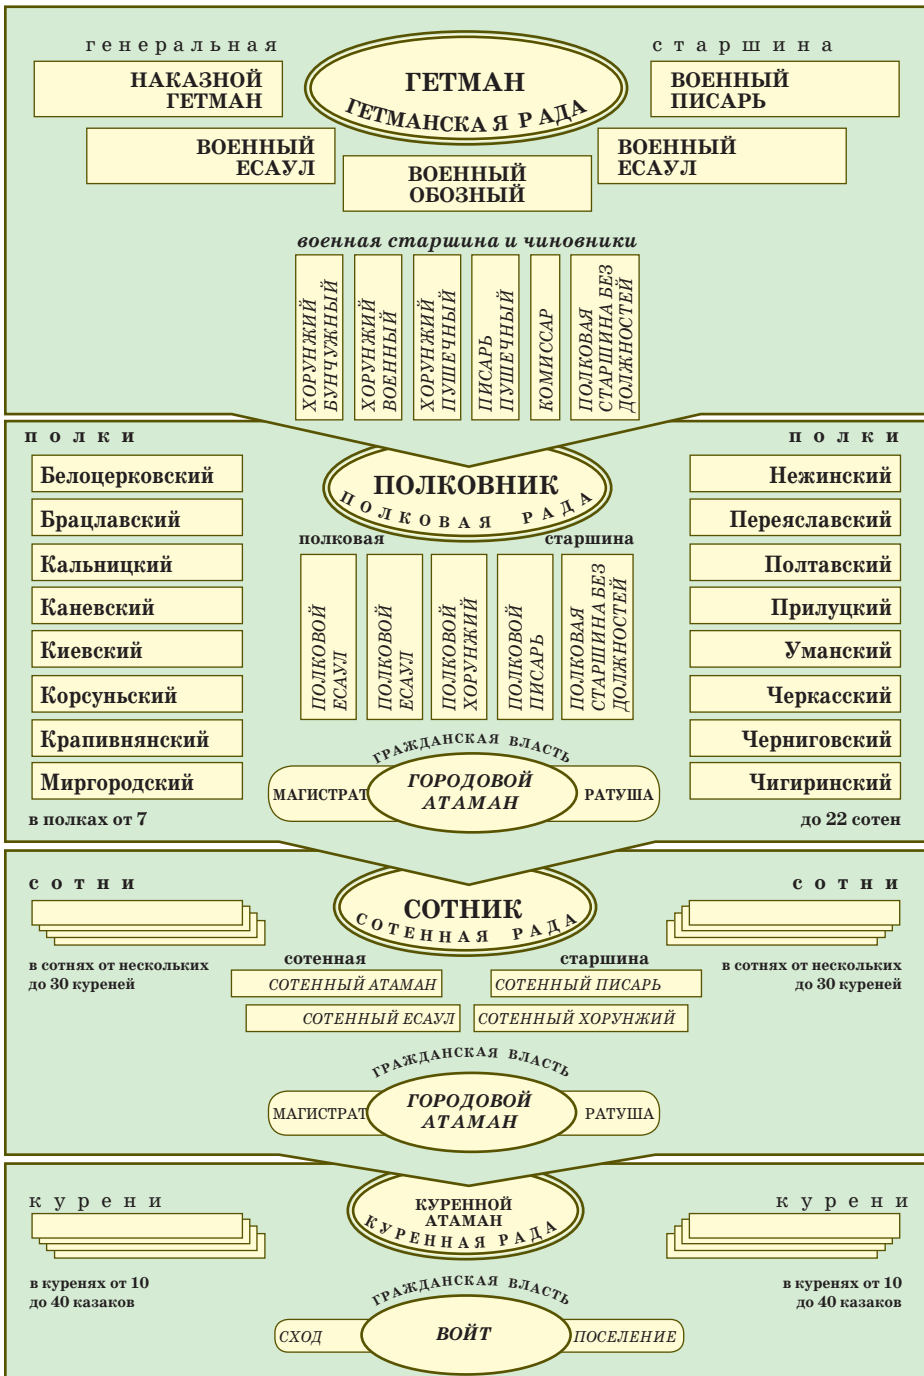 генеральная
старшина
ГЕТМАН
ГЕТМАНСКАЯ РАДА
НАКАЗНОЙ
ГЕТМАН
ВОЕННЫЙ
ПИСАРЬ
ВОЕННЫЙ
ЕСАУЛ
ВОЕННЫЙ
ОБОЗНЫЙ
ВОЕННЫЙ
ЕСАУЛ
военная старшина и чиновники
ХОРУНЖИЙ
БУНЧУЖНЫЙ
ХОРУНЖИЙ
ВОЕННЫЙ
ХОРУНЖИЙ
ПУШЕЧНЫЙ
ПИСАРЬ
ПУШЕЧНЫЙ
КОМИССАР
ПОЛКОВАЯ
СТАРШИНА БЕЗ
ДОЛЖНОСТЕЙ
полки
Белоцерковский
Брацлавский
Кальницкий
Каневский
Киевский
Корсуньский
Крапивнянский
Миргородский
в полках от 7
ПОЛКОВНИК
ПОЛКОВАЯ РАДА
полковая
старшина
ПОЛКОВОЙ
ЕСАУЛ
ПОЛКОВОЙ
ЕСАУЛ
ПОЛКОВОЙ
ХОРУНЖИЙ
ПОЛКОВОЙ
ПИСАРЬ
ПОЛКОВАЯ
СТАРШИНА БЕЗ
ДОЛЖНОСТЕЙ
ГРАЖДАНСКАЯ ВЛАСТЬ
МАГИСТРАТ
ГОРОДОВОЙ
АТАМАН
РАТУША
полки
Нежинский
Переяславский
Полтавский
Прилуцкий
Уманский
Черкасский
Черниговский
Чигиринский
до 22 сотен
сотни
в сотнях от нескольких
до 30 куреней
СОТНИК
СОТЕННАЯ РАДА
сотенная
старшина
СОТЕННЫЙ АТАМАН
СОТЕННЫЙ ПИСАРЬ
СОТЕННЫЙ ЕСАУЛ
СОТЕННЫЙ ХОРУНЖИЙ
сотни
в сотнях от нескольких
до 30 куреней
ГРАЖДАНСКАЯ ВЛАСТЬ
МАГИСТРАТ
ГОРОДОВОЙ
АТАМАН
РАТУША
курени
в куренях от 10
до 40 казаков
КУРЕННОЙ
АТАМАН
КУРЕННАЯ РАДА
курени
в куренях от 10
до 40 казаков
ГРАЖДАНСКАЯ ВЛАСТЬ
СХОД
ВОЙТ
ПОСЕЛЕНИЕ